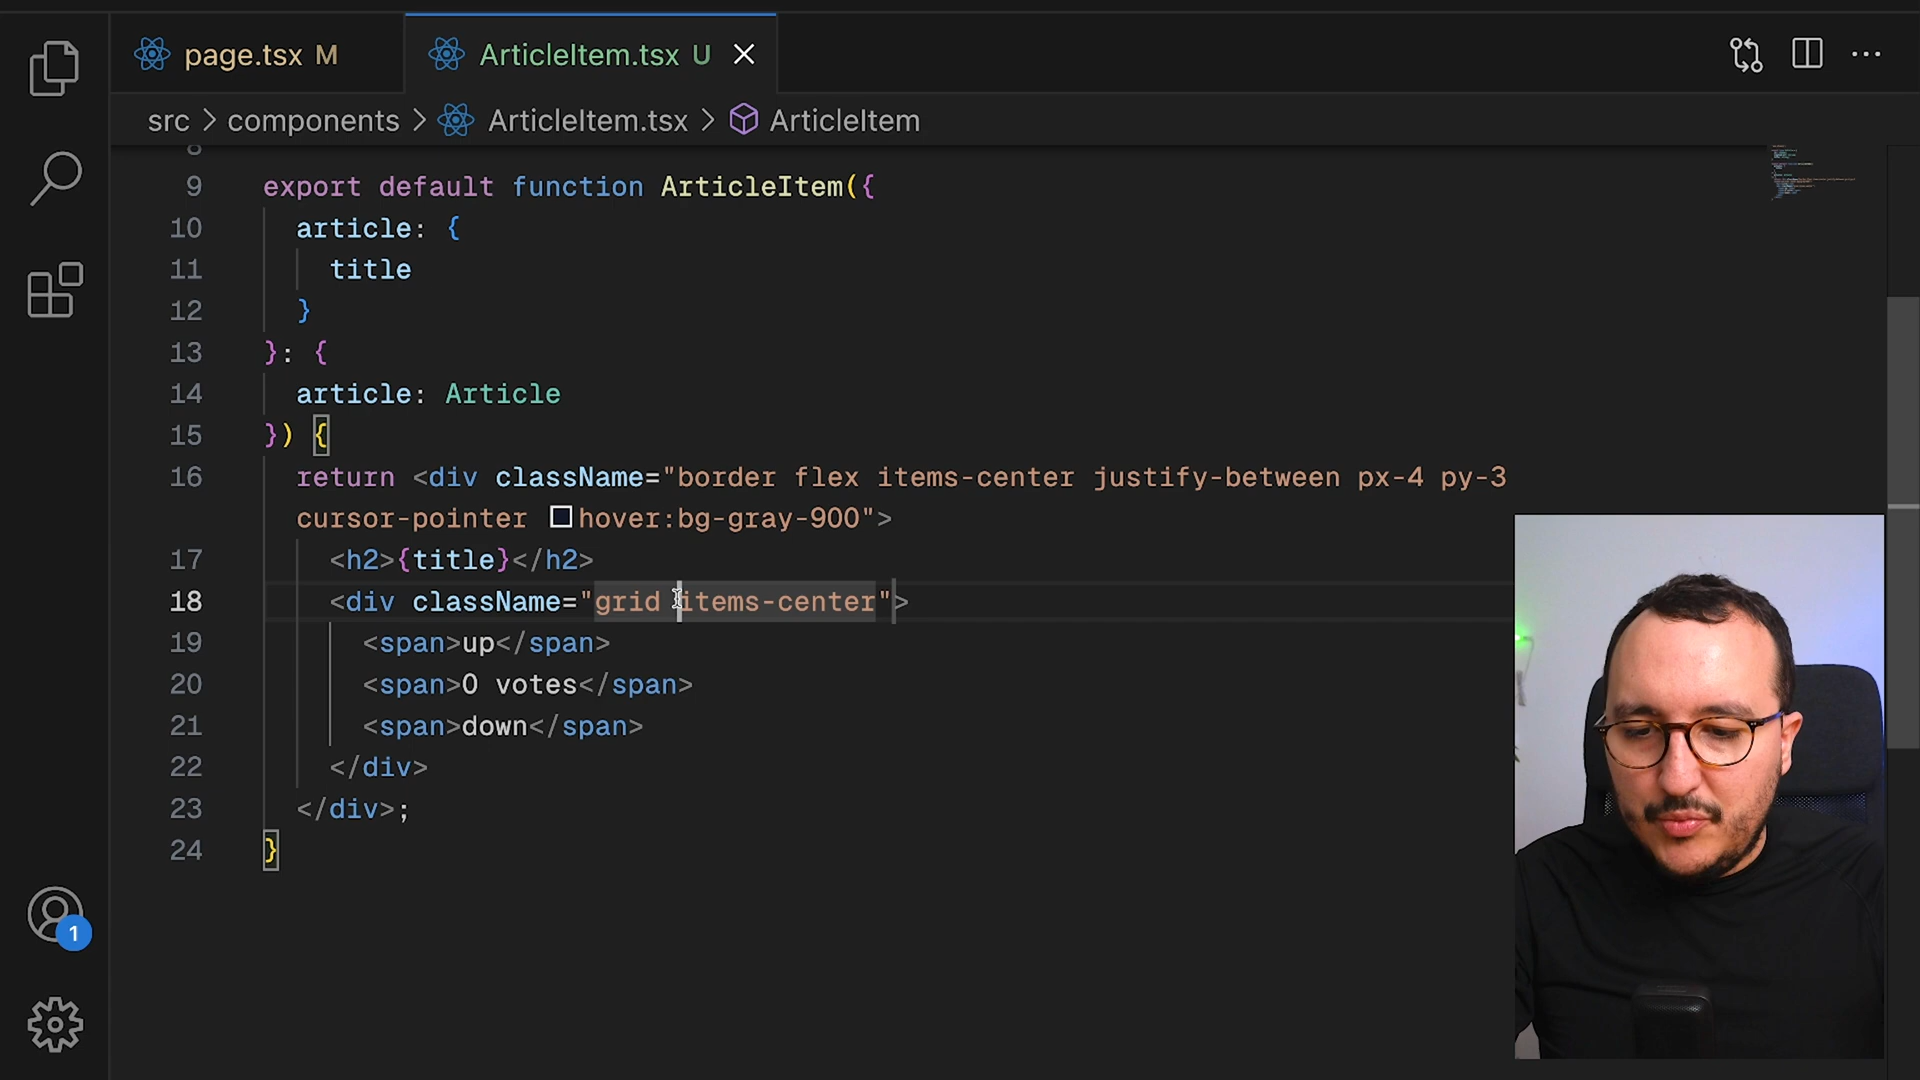 page.tsx M
ArticleItem.tsx U
src > components > ArticleItem.tsx > ArticleItem
8
9 export default function ArticleItem({
10 article: {
11 title
12 }
13 }: {
14 article: Article
15 }) {
16 return <div className="border flex items-center justify-between px-4 py-3
cursor-pointer hover:bg-gray-900">
17 <h2>{title}</h2>
18 <div className="grid items-center">
19 <span>up</span>
20 <span>0 votes</span>
21 <span>down</span>
22 </div>
23 </div>;
24 }
1